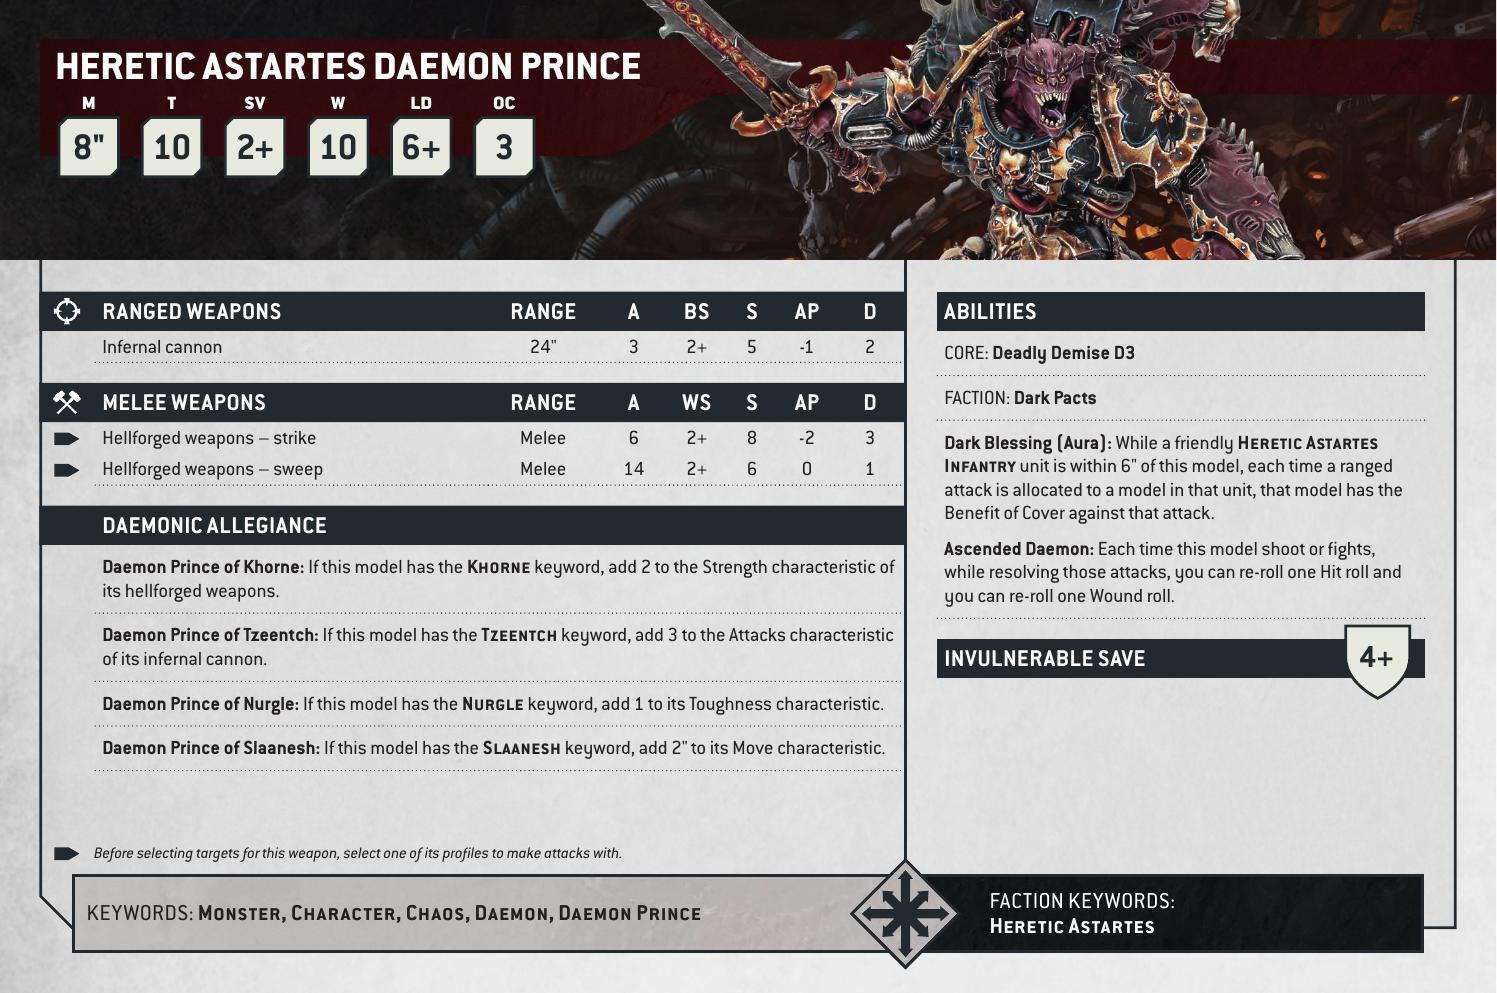 HERETIC ASTARTES DAEMON PRINCE
M T SV W LD OC
8" 10 2+ 10 6+ 3
RANGED WEAPONS RANGE A BS S AP D
Infernal cannon 24" 3 2+ 5 -1 2
MELEE WEAPONS RANGE A WS S AP D
Hellforged weapons – strike Melee 6 2+ 8 -2 3
Hellforged weapons – sweep Melee 14 2+ 6 0 1
DAEMONIC ALLEGIANCE
Daemon Prince of Khorne: If this model has the KHORNE keyword, add 2 to the Strength characteristic of
its hellforged weapons.
Daemon Prince of Tzeentch: If this model has the TZEENTCH keyword, add 3 to the Attacks characteristic
of its infernal cannon.
Daemon Prince of Nurgle: If this model has the NURGLE keyword, add 1 to its Toughness characteristic.
Daemon Prince of Slaanesh: If this model has the SLAANESH keyword, add 2" to its Move characteristic.
Before selecting targets for this weapon, select one of its profiles to make attacks with.
ABILITIES
CORE: Deadly Demise D3
FACTION: Dark Pacts
Dark Blessing (Aura): While a friendly HERETIC ASTARTES
INFANTRY unit is within 6" of this model, each time a ranged
attack is allocated to a model in that unit, that model has the
Benefit of Cover against that attack.
Ascended Daemon: Each time this model shoot or fights,
while resolving those attacks, you can re-roll one Hit roll and
you can re-roll one Wound roll.
INVULNERABLE SAVE 4+
KEYWORDS: MONSTER, CHARACTER, CHAOS, DAEMON, DAEMON PRINCE
FACTION KEYWORDS:
HERETIC ASTARTES